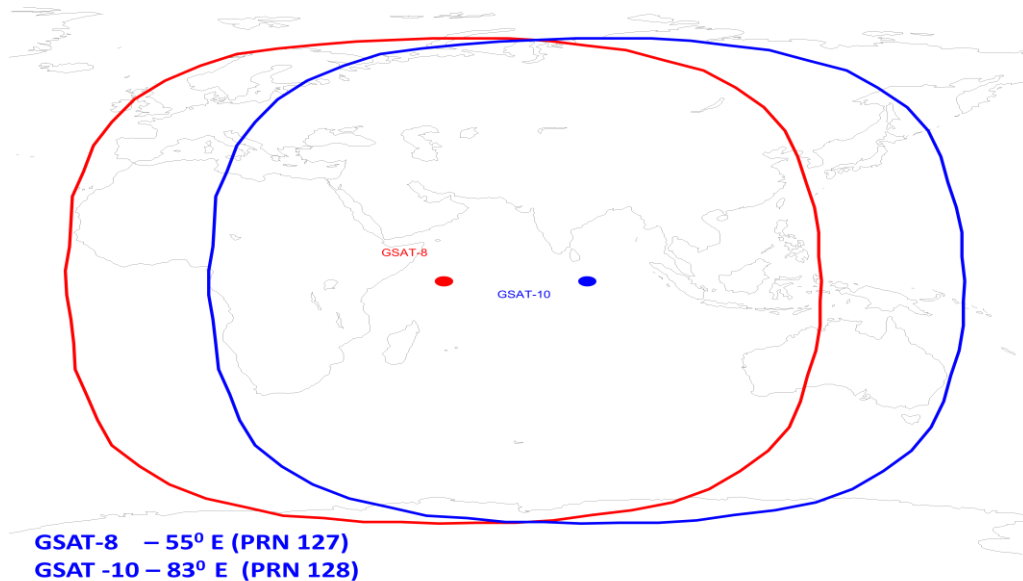 GSAT-8
GSAT-10
GSAT-8 – 55⁰ E (PRN 127)
GSAT -10 – 83⁰ E (PRN 128)